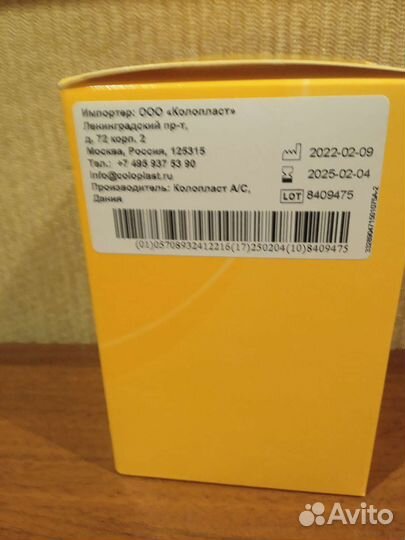 Импортер: ООО «Колопласт»
Ленинградский пр-т,
д. 72 корп. 2
Москва, Россия, 125315
Тел.: +7 495 937 53 90
info@coloplast.ru
Производитель: Колопласт А/С,
Дания
2022-02-09
2025-02-04
LOT 8409475
(01)05708932412216(17)250204(10)8409475
Avito